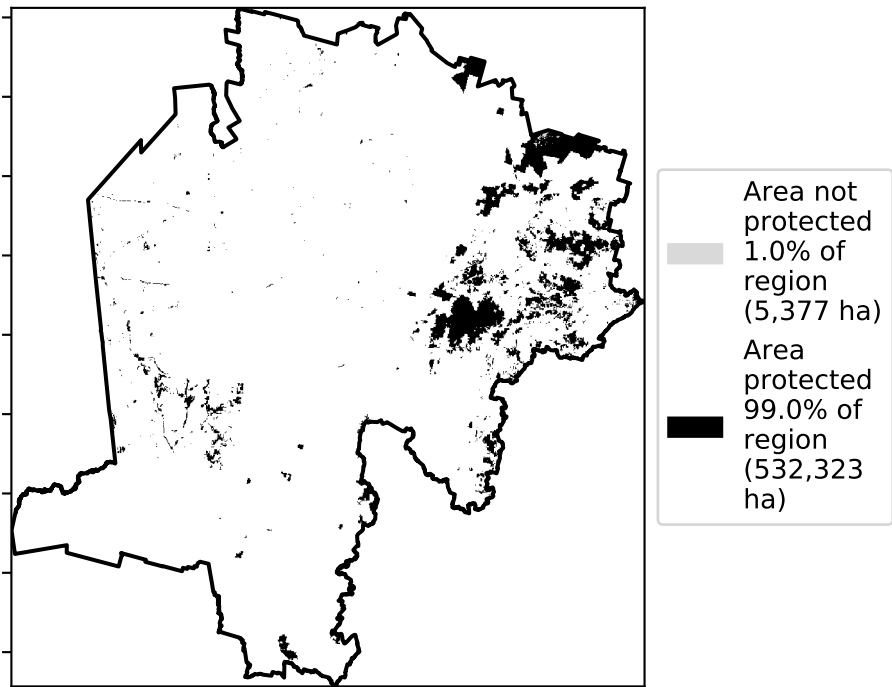 Area not
protected
1.0% of
region
(5,377 ha)
Area
protected
99.0% of
region
(532,323
ha)